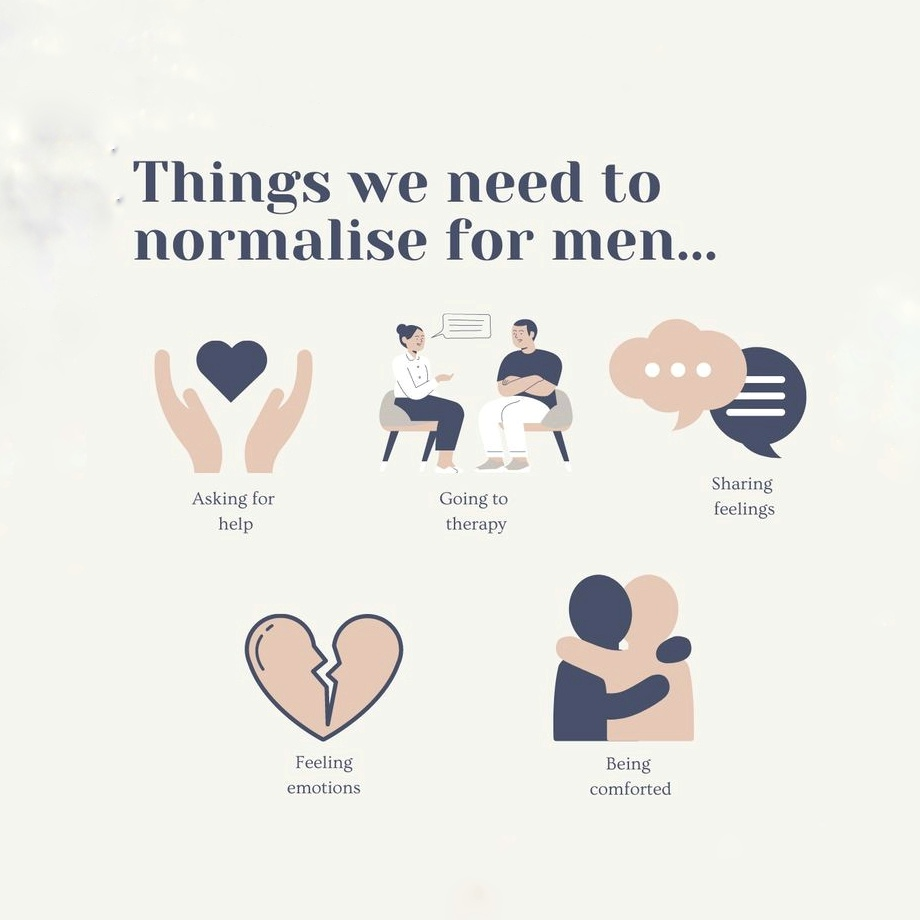 Things we need to
normalise for men...
Asking for
help
Going to
therapy
Sharing
feelings
Feeling
emotions
Being
comforted